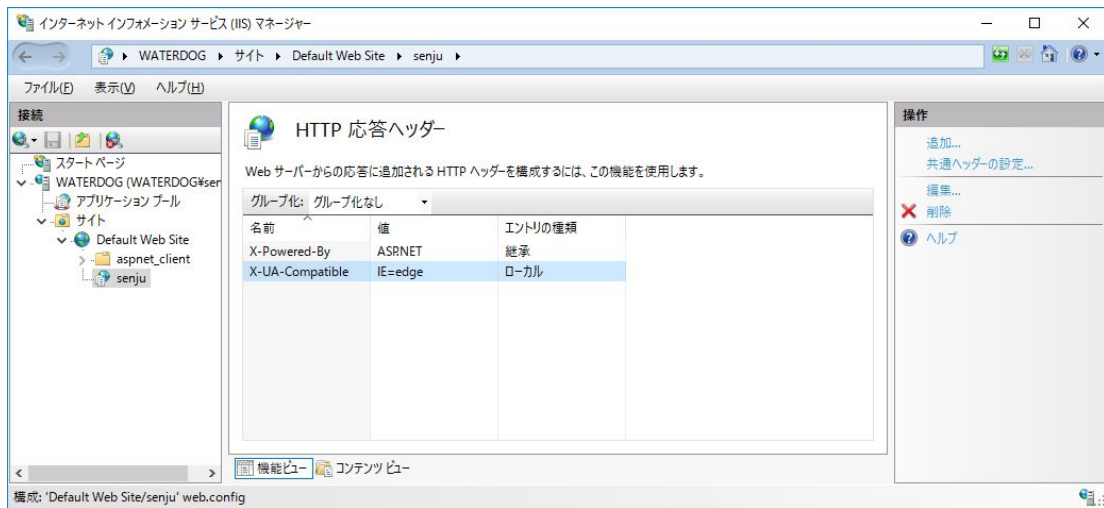 インターネット インフォメーション サービス (IIS) マネージャー
WATERDOG サイト Default Web Site senju
ファイル(F) 表示(V) ヘルプ(H)
接続
スタート ページ
WATERDOG (WATERDOG¥ser
アプリケーション プール
サイト
Default Web Site
aspnet_client
senju
HTTP 応答ヘッダー
Web サーバーからの応答に追加される HTTP ヘッダーを構成するには、この機能を使用します。
グループ化: グループ化なし
名前 値 エントリの種類
X-Powered-By ASP.NET 継承
X-UA-Compatible IE=edge ローカル
機能ビュー コンテンツ ビュー
操作
追加...
共通ヘッダーの設定...
編集...
削除
ヘルプ
構成: 'Default Web Site/senju' web.config